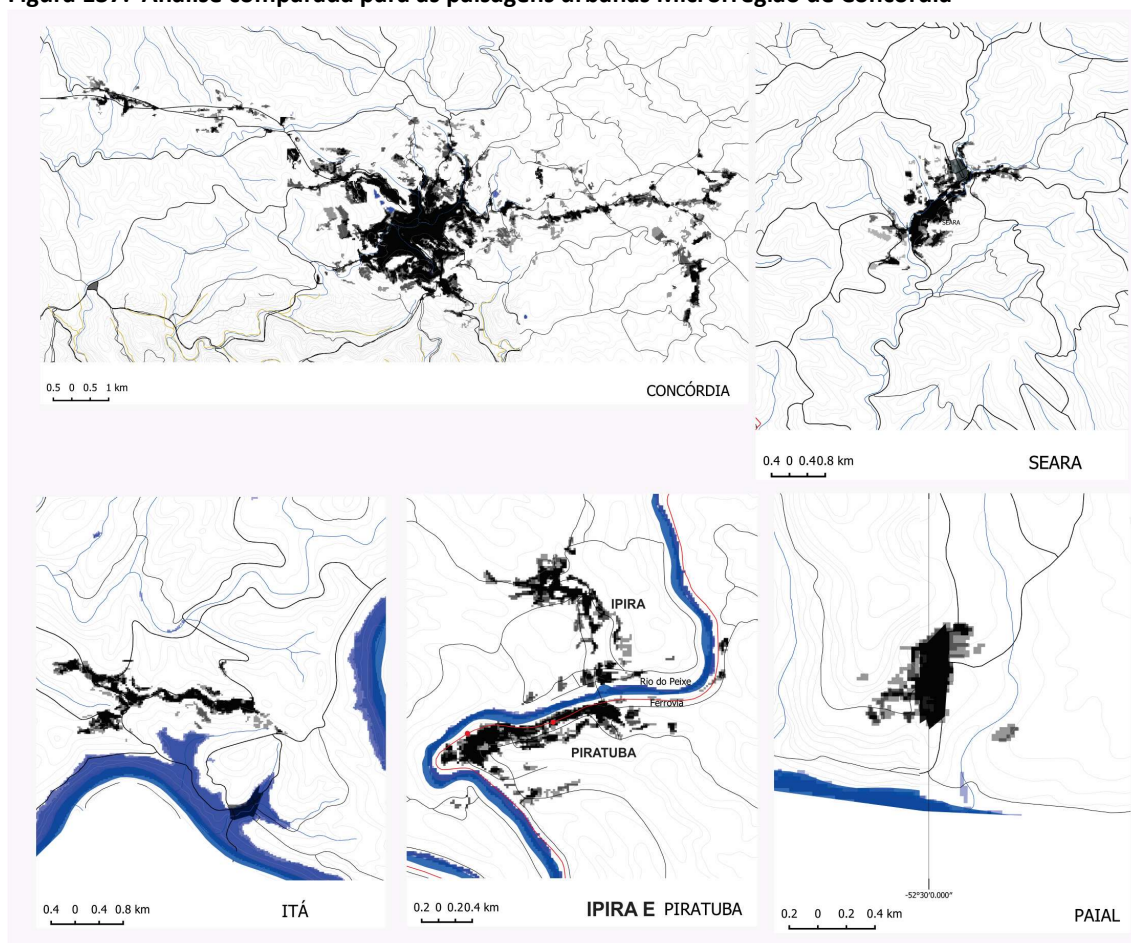 Figura 137: Análise comparada para as paisagens urbanas Microrregião de Concórdia
0.5 0 0.5 1 km
CONCÓRDIA
SEARA
0.4 0 0.40.8 km
SEARA
IPIRA
Rio do Peixe
Ferrovia
PIRATUBA
-52°30'0.000"
0.4 0 0.4 0.8 km
ITÁ
0.2 0 0.20.4 km
IPIRA E PIRATUBA
0.2 0 0.2 0.4 km
PAIAL